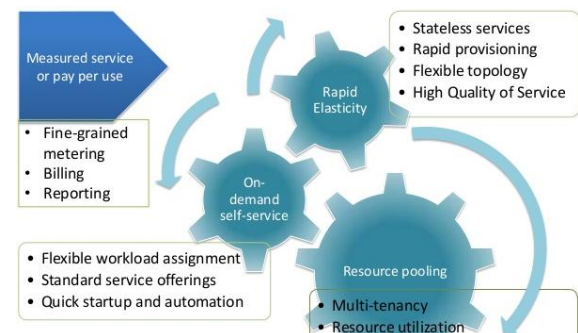 Measured service
or pay per use
• Fine-grained
metering
• Billing
• Reporting
Rapid
Elasticity
• Stateless services
• Rapid provisioning
• Flexible topology
• High Quality of Service
On-
demand
self-service
• Flexible workload assignment
• Standard service offerings
• Quick startup and automation
Resource pooling
• Multi-tenancy
• Resource utilization